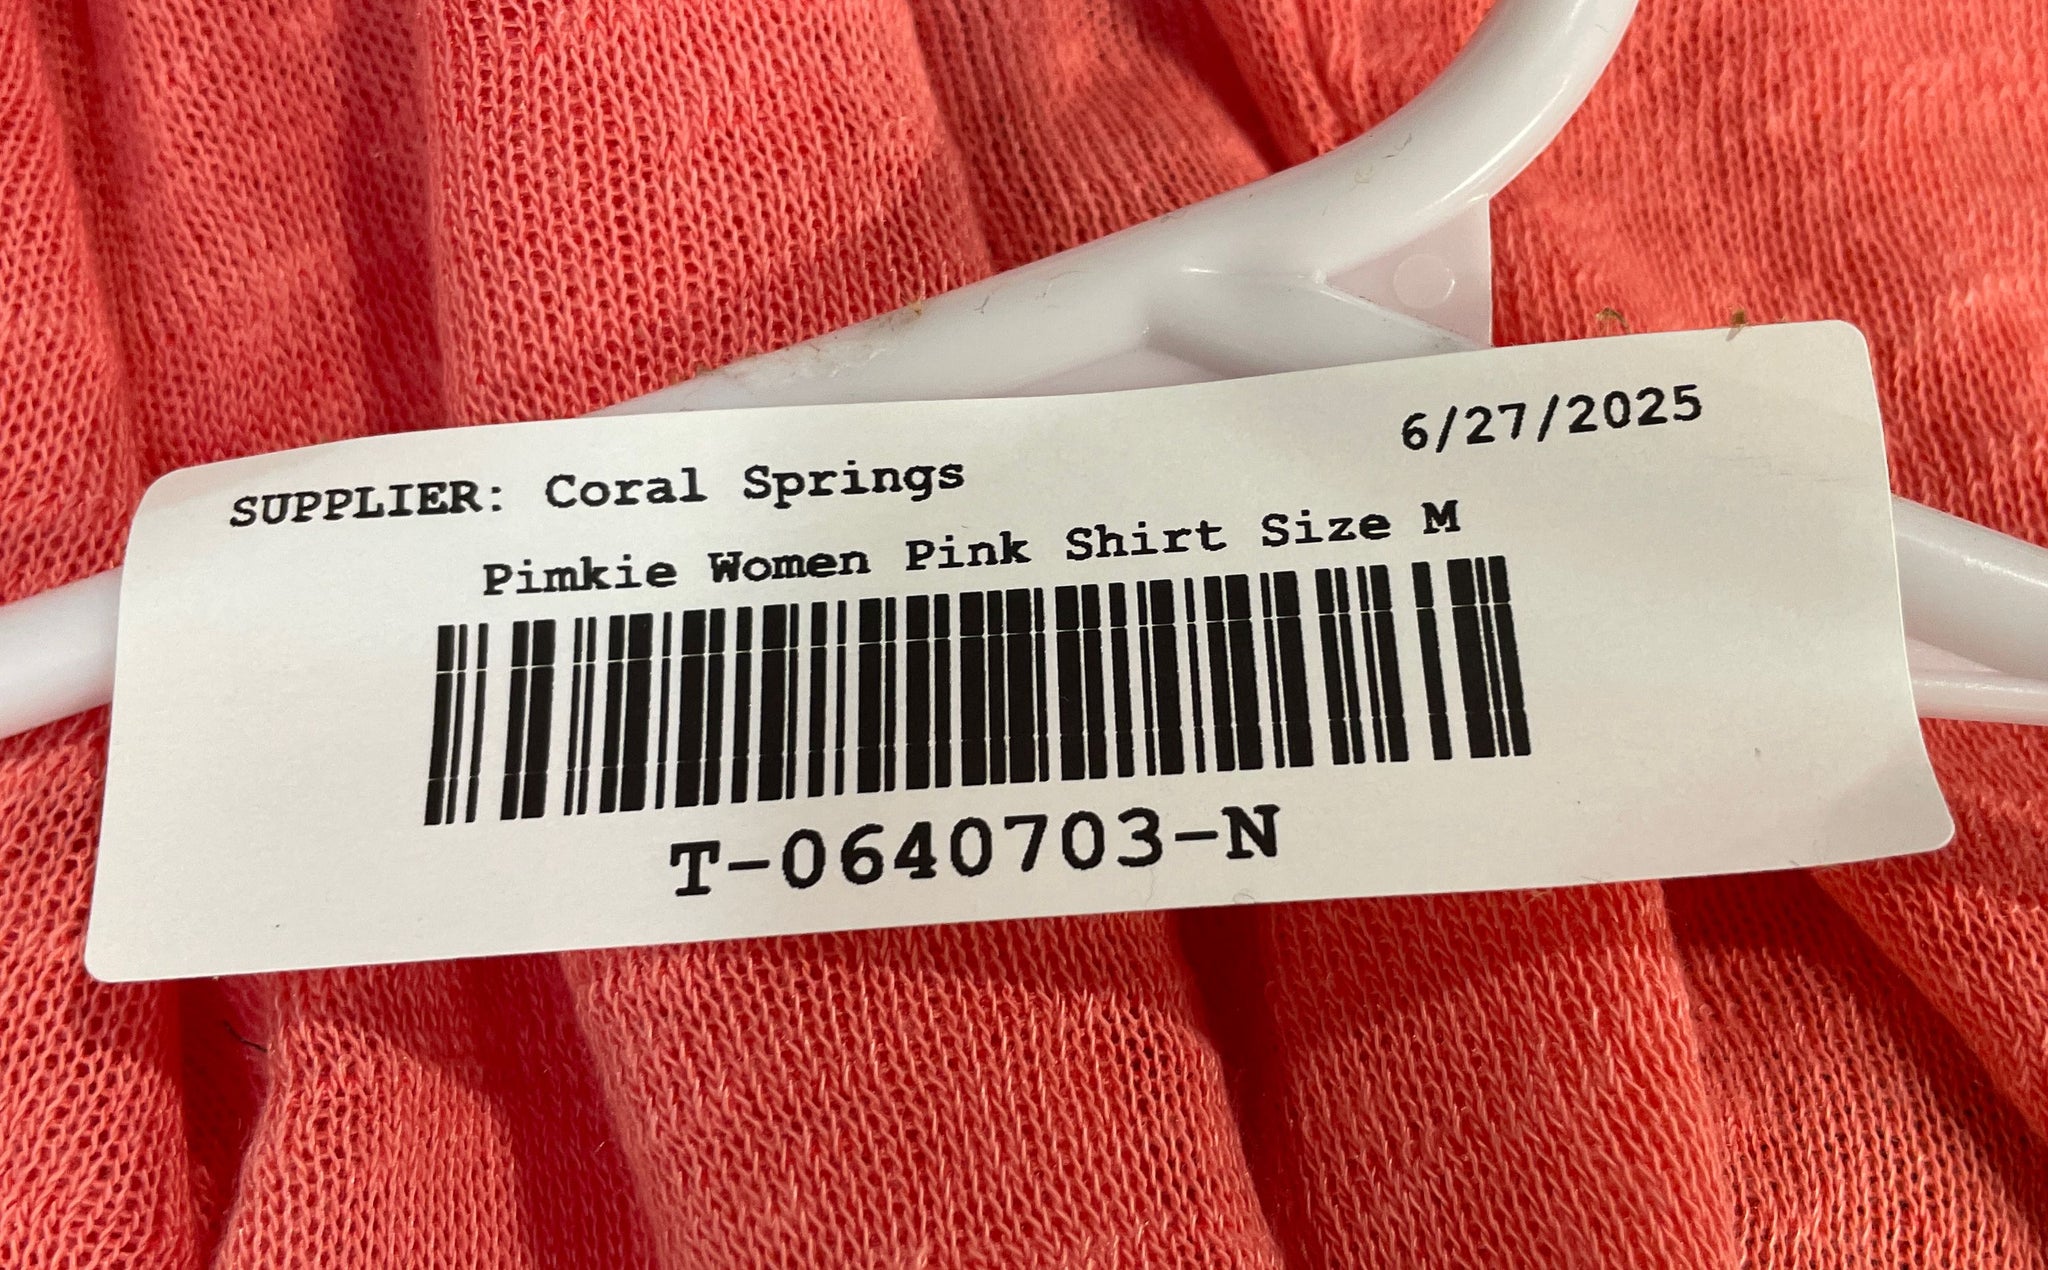 6/27/2025
SUPPLIER: Coral Springs
Pimkie Women Pink Shirt Size M
T-0640703-N